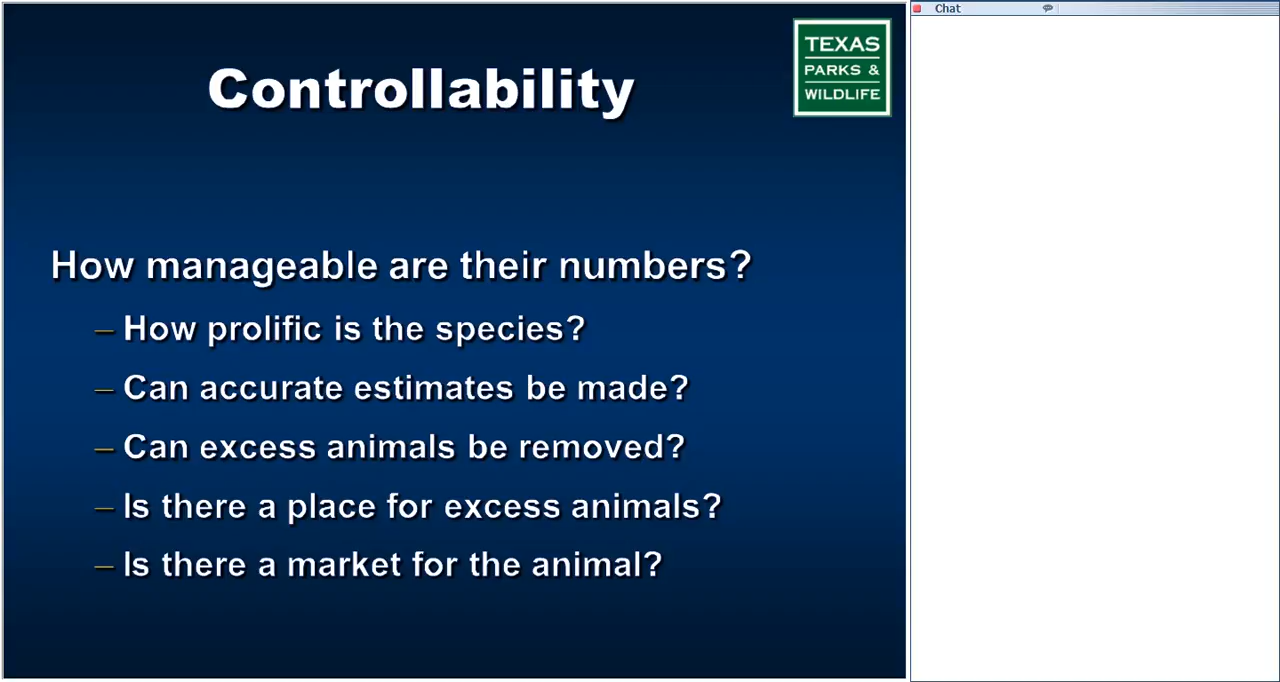 Chat
Controllability
TEXAS
PARKS &
WILDLIFE
How manageable are their numbers?
– How prolific is the species?
– Can accurate estimates be made?
– Can excess animals be removed?
– Is there a place for excess animals?
– Is there a market for the animal?